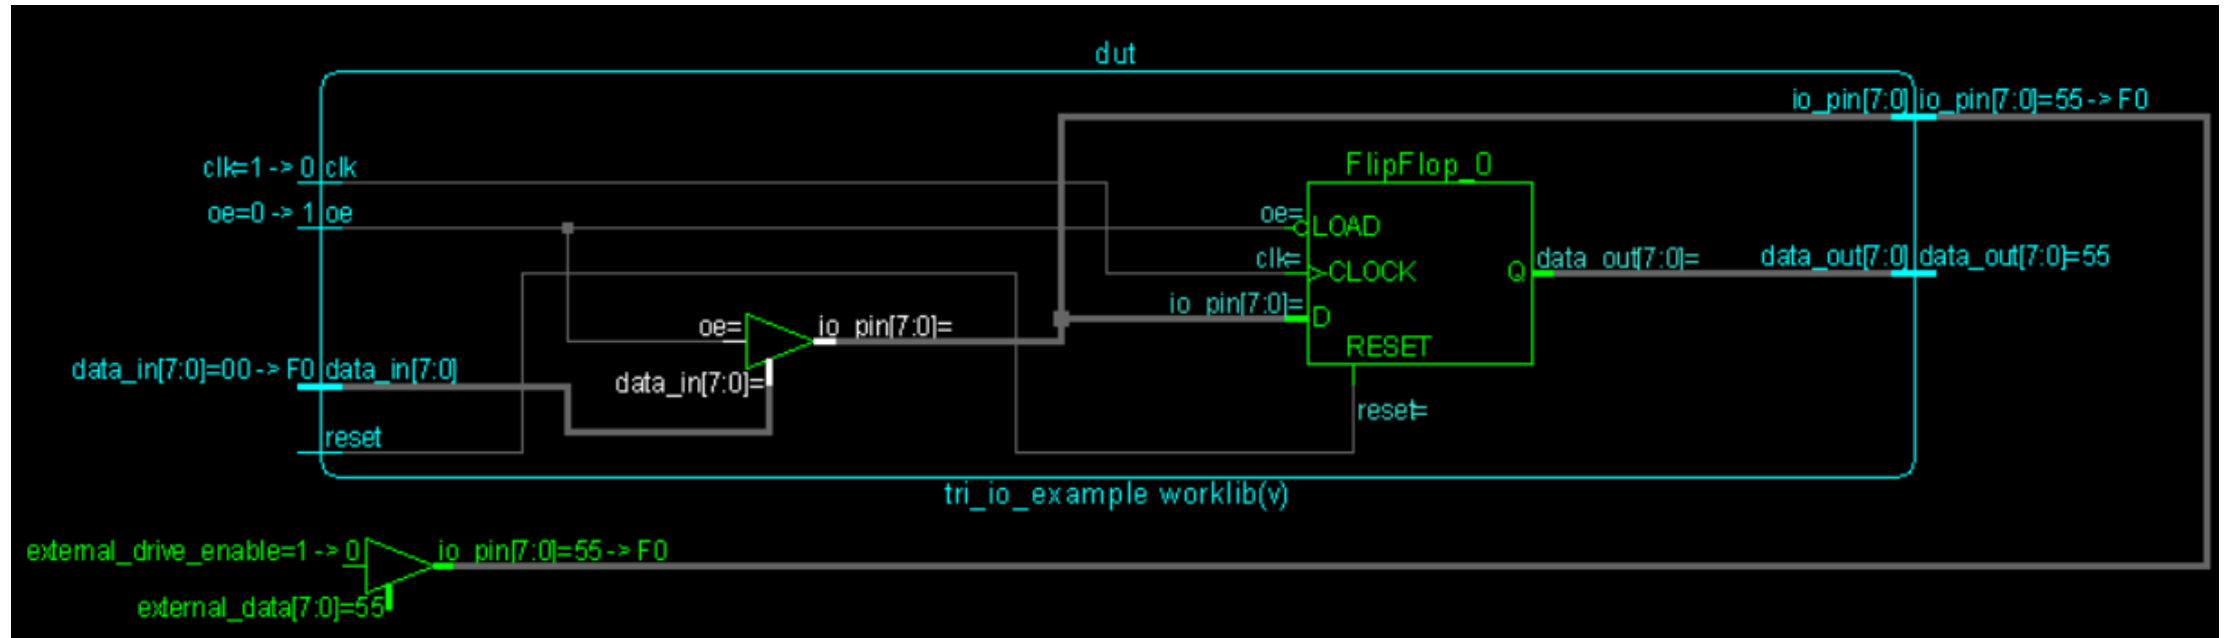 dut
io_pin[7:0] io_pin[7:0]=55 -> F0
clk=1 -> 0 clk
FlipFlop_0
oe=0 -> 1 oe
oe=
LOAD
clk=
CLOCK
Q
data_out[7:0]=
data_out[7:0] data_out[7:0]=55
io_pin[7:0]=
D
oe=
io_pin[7:0]=
RESET
data_in[7:0]=00 -> F0 data_in[7:0]
data_in[7:0]=
reset=
reset
tri_io_example worklib(v)
external_drive_enable=1 -> 0
io_pin[7:0]=55 -> F0
external_data[7:0]=55